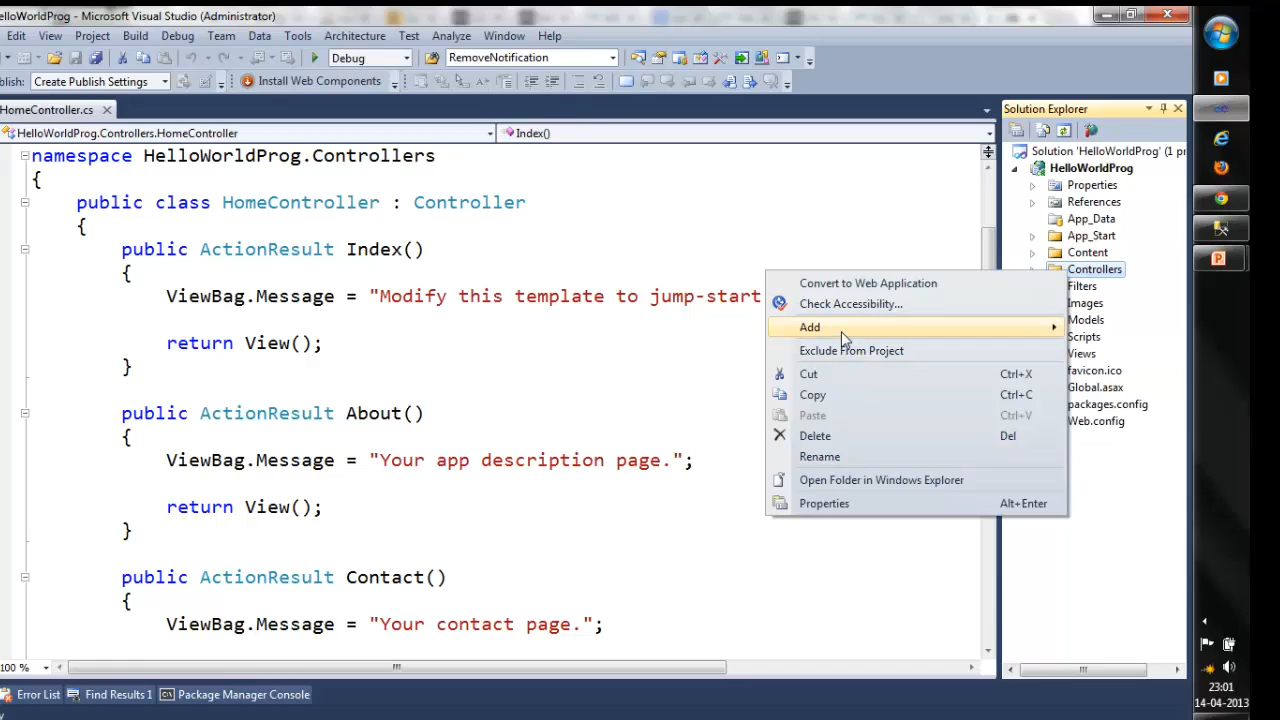 HelloWorldProg - Microsoft Visual Studio (Administrator)
Edit View Project Build Debug Team Data Tools Architecture Test Analyze Window Help
Debug RemoveNotification
blish: Create Publish Settings Install Web Components
HomeController.cs
HelloWorldProg.Controllers.HomeController Index()
namespace HelloWorldProg.Controllers
{
public class HomeController : Controller
{
public ActionResult Index()
{
ViewBag.Message = "Modify this template to jump-start
return View();
}
public ActionResult About()
{
ViewBag.Message = "Your app description page.";
return View();
}
public ActionResult Contact()
{
ViewBag.Message = "Your contact page.";
100 %
Error List Find Results 1 Package Manager Console
Convert to Web Application
Check Accessibility...
Add
Exclude From Project
Cut Ctrl+X
Copy Ctrl+C
Paste Ctrl+V
Delete Del
Rename
Open Folder in Windows Explorer
Properties Alt+Enter
Solution Explorer
Solution 'HelloWorldProg' (1 pr
HelloWorldProg
Properties
References
App_Data
App_Start
Content
Controllers
Filters
Images
Models
Scripts
Views
favicon.ico
Global.asax
packages.config
Web.config
23:01
14-04-2013